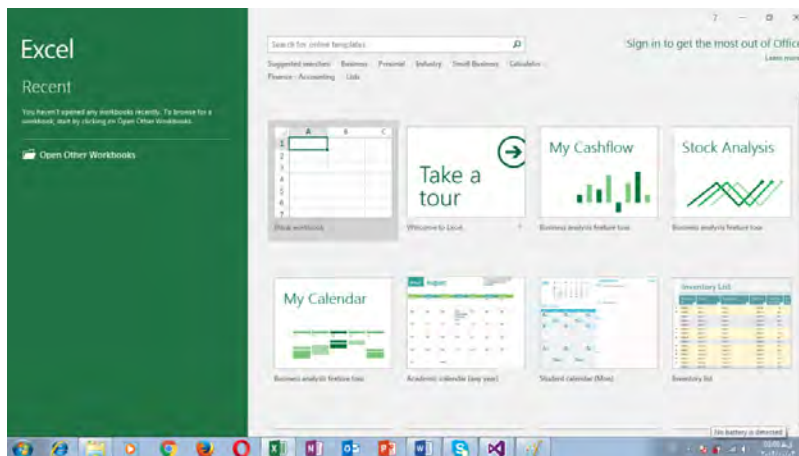 Excel
Recent
You haven't opened any workbooks recently. To browse for a
workbook, start by clicking on Open Other Workbooks.
Open Other Workbooks
?
Search for online templates
Sign in to get the most out of Office
Learn more
Suggested searches: Business Personal Industry Small Business Calculator
Finance - Accounting Lists
A B C
1
2
3
4
5
6
7
Blank workbook
Take a
tour
Welcome to Excel
My Cashflow
Business analysis feature tour
Stock Analysis
Business analysis feature tour
My Calendar
Business analysis feature tour
August
Academic calendar (any year)
Student calendar (Mon)
Inventory List
Inventory list
No battery is detected